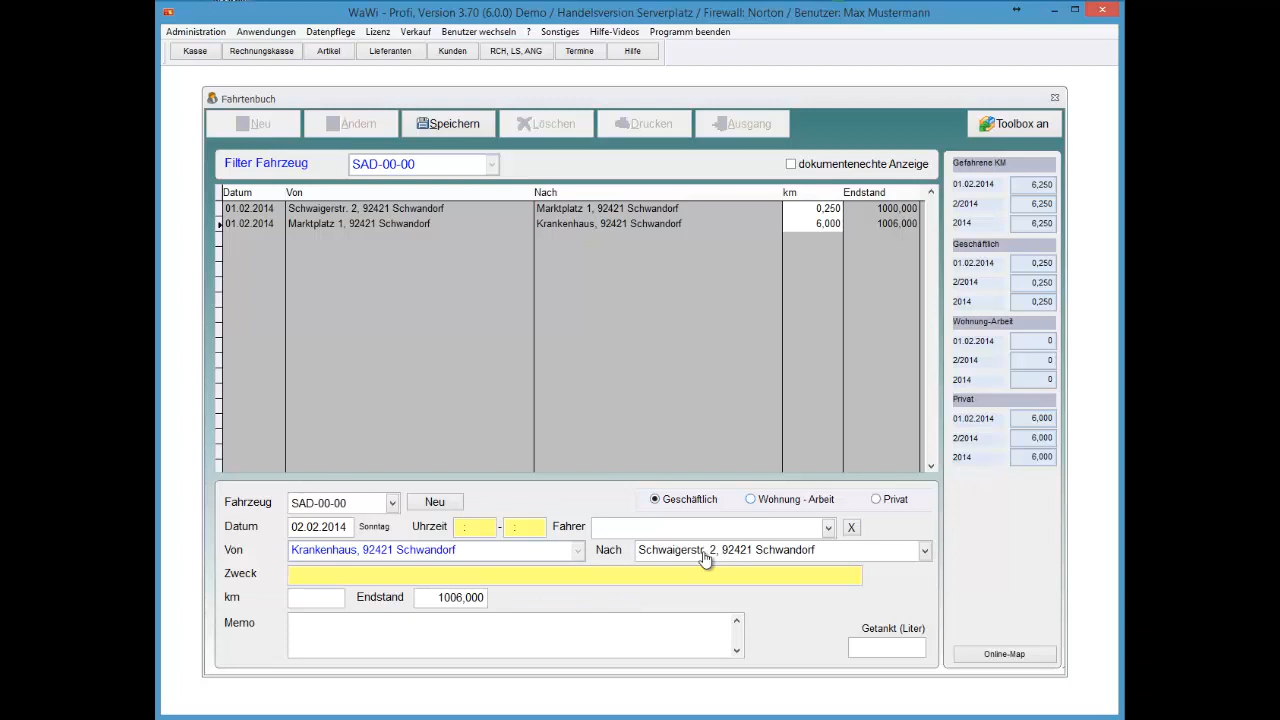 WaWi - Profi, Version 3.70 (6.0.0) Demo / Handelsversion Serverplatz / Firewall: Norton / Benutzer: Max Mustermann
Administration Anwendungen Datenpflege Lizenz Verkauf Benutzer wechseln ? Sonstiges Hilfe-Videos Programm beenden
Kasse Rechnungskasse Artikel Lieferanten Kunden RCH, LS, ANG Termine Hilfe
Fahrtenbuch
Neu Ändern Speichern Löschen Drucken Ausgang Toolbox an
Filter Fahrzeug SAD-00-00 dokumentenechte Anzeige
Datum Von Nach km Endstand
01.02.2014 Schwaigerstr. 2, 92421 Schwandorf Marktplatz 1, 92421 Schwandorf 0,250 1000,000
01.02.2014 Marktplatz 1, 92421 Schwandorf Krankenhaus, 92421 Schwandorf 6,000 1006,000
Gefahrene KM
01.02.2014 6,250
2/2014 6,250
2014 6,250
Geschäftlich
01.02.2014 0,250
2/2014 0,250
2014 0,250
Wohnung-Arbeit
01.02.2014 0
2/2014 0
2014 0
Privat
01.02.2014 6,000
2/2014 6,000
2014 6,000
Fahrzeug SAD-00-00 Neu Geschäftlich Wohnung - Arbeit Privat
Datum 02.02.2014 Sonntag Uhrzeit : - : Fahrer X
Von Krankenhaus, 92421 Schwandorf Nach Schwaigerstr. 2, 92421 Schwandorf
Zweck
km Endstand 1006,000
Memo Getankt (Liter)
Online-Map